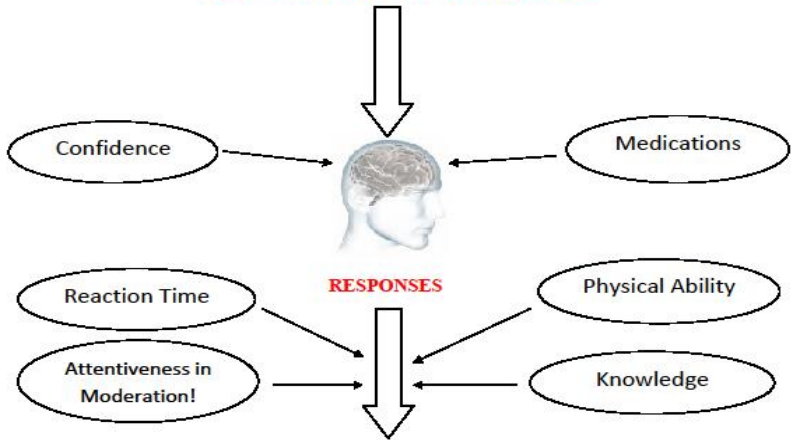 Confidence
Medications
RESPONSES
Reaction Time
Physical Ability
Attentiveness in
Moderation!
Knowledge